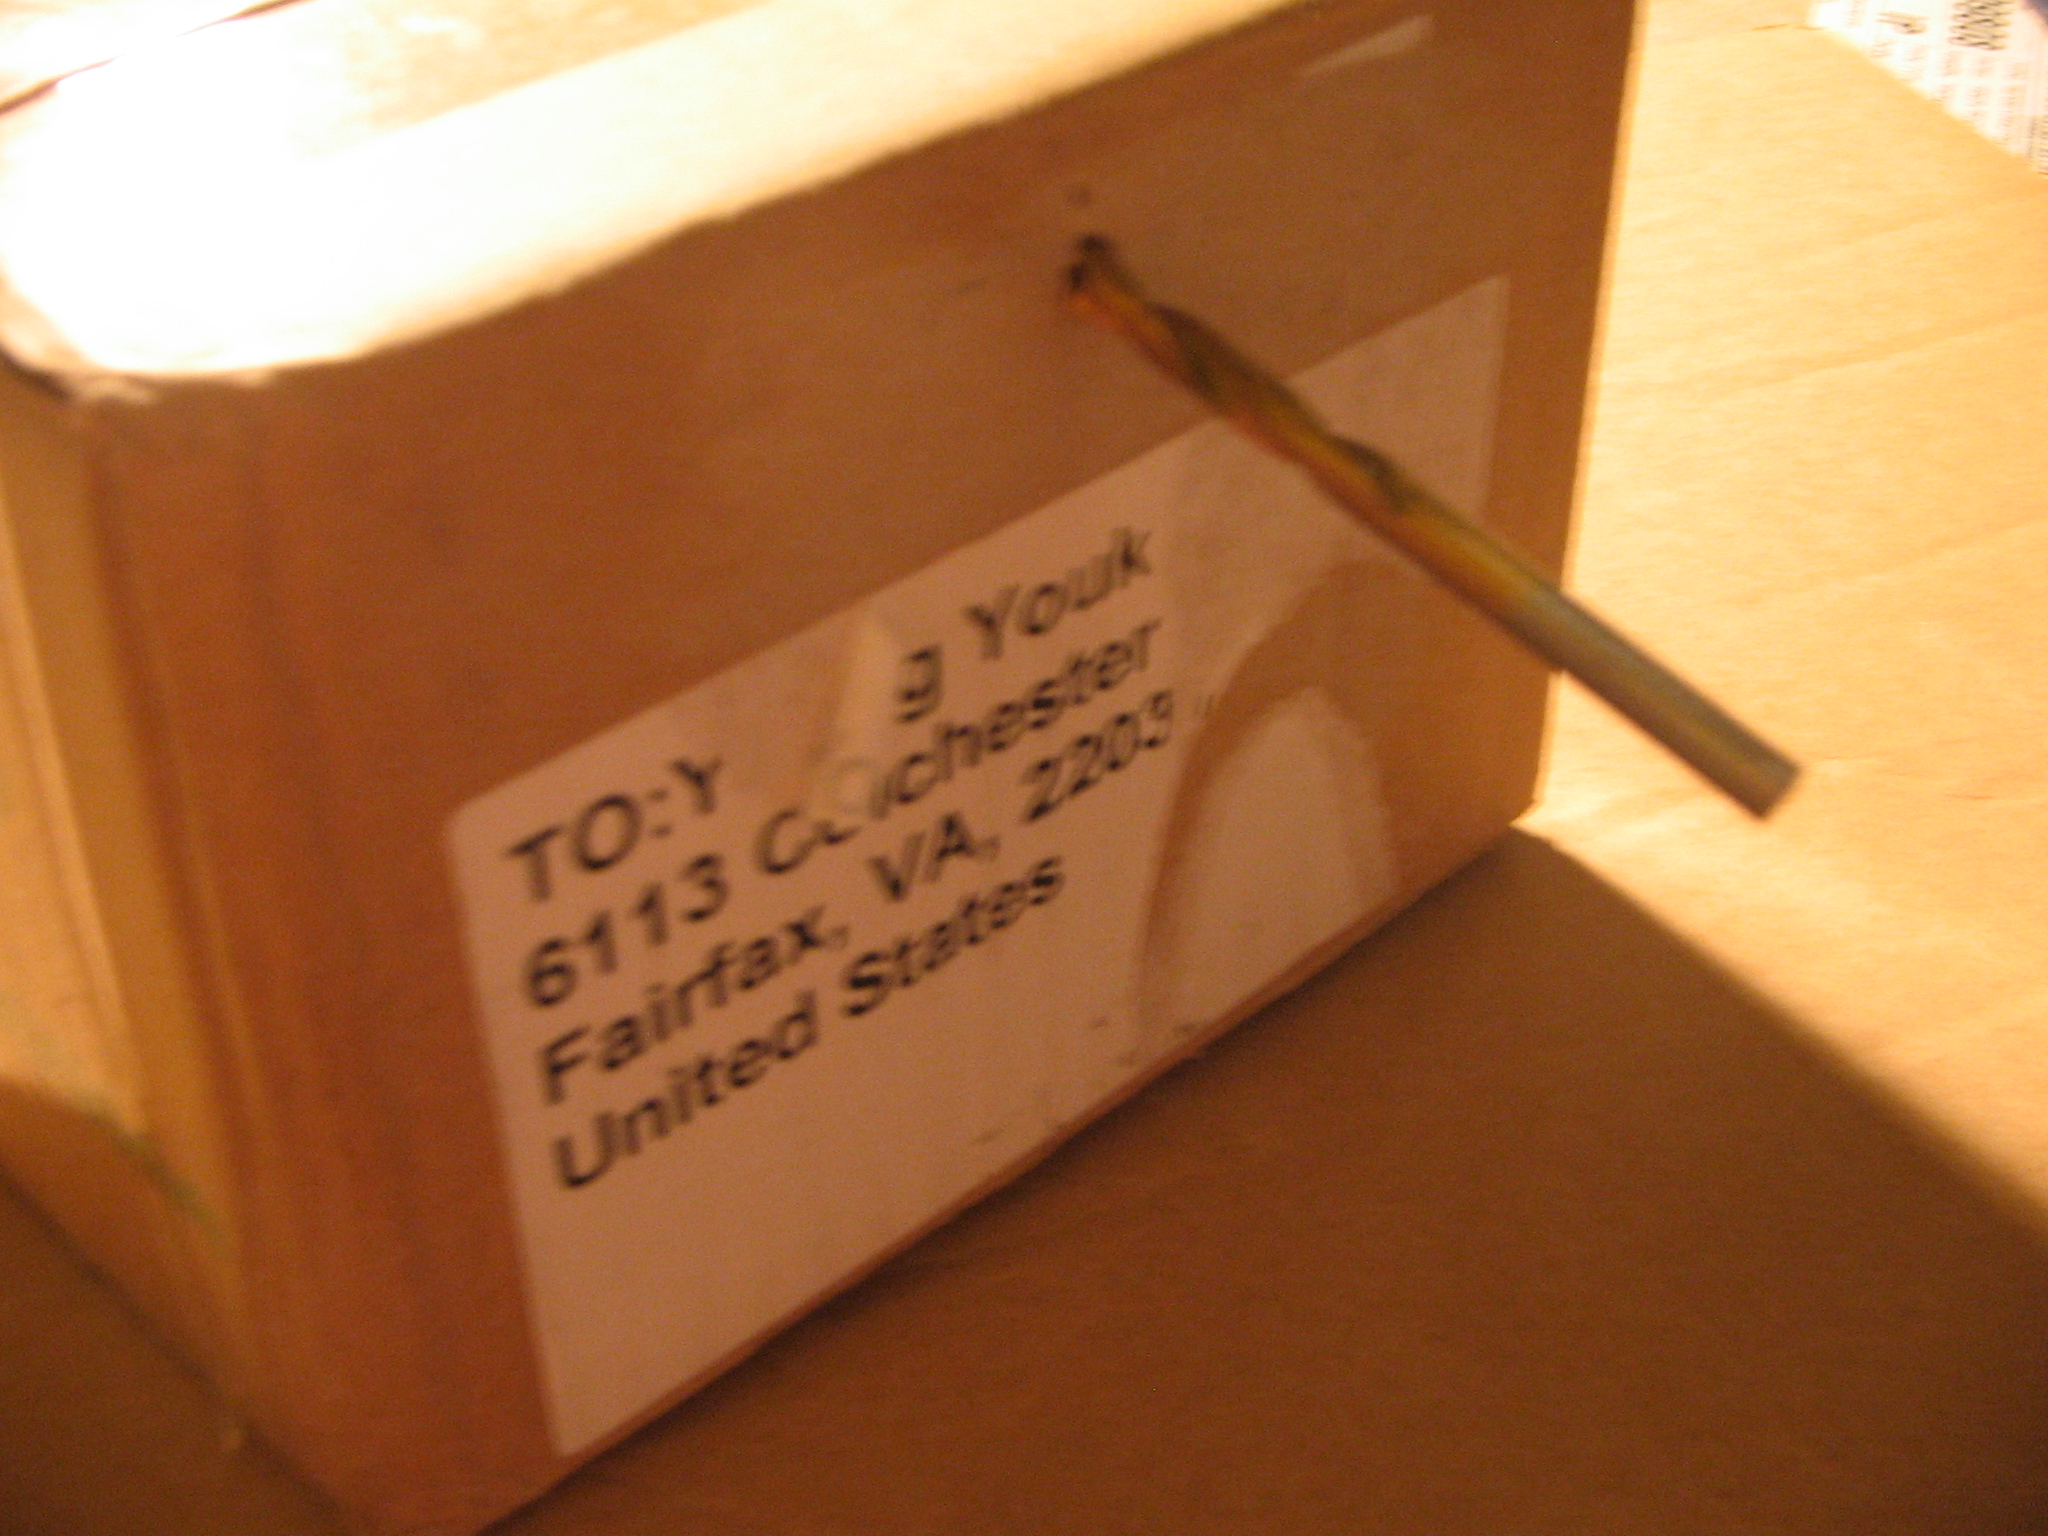 TO:Y g Youk
6113 Colchester
Fairfax, VA, 2203
United States